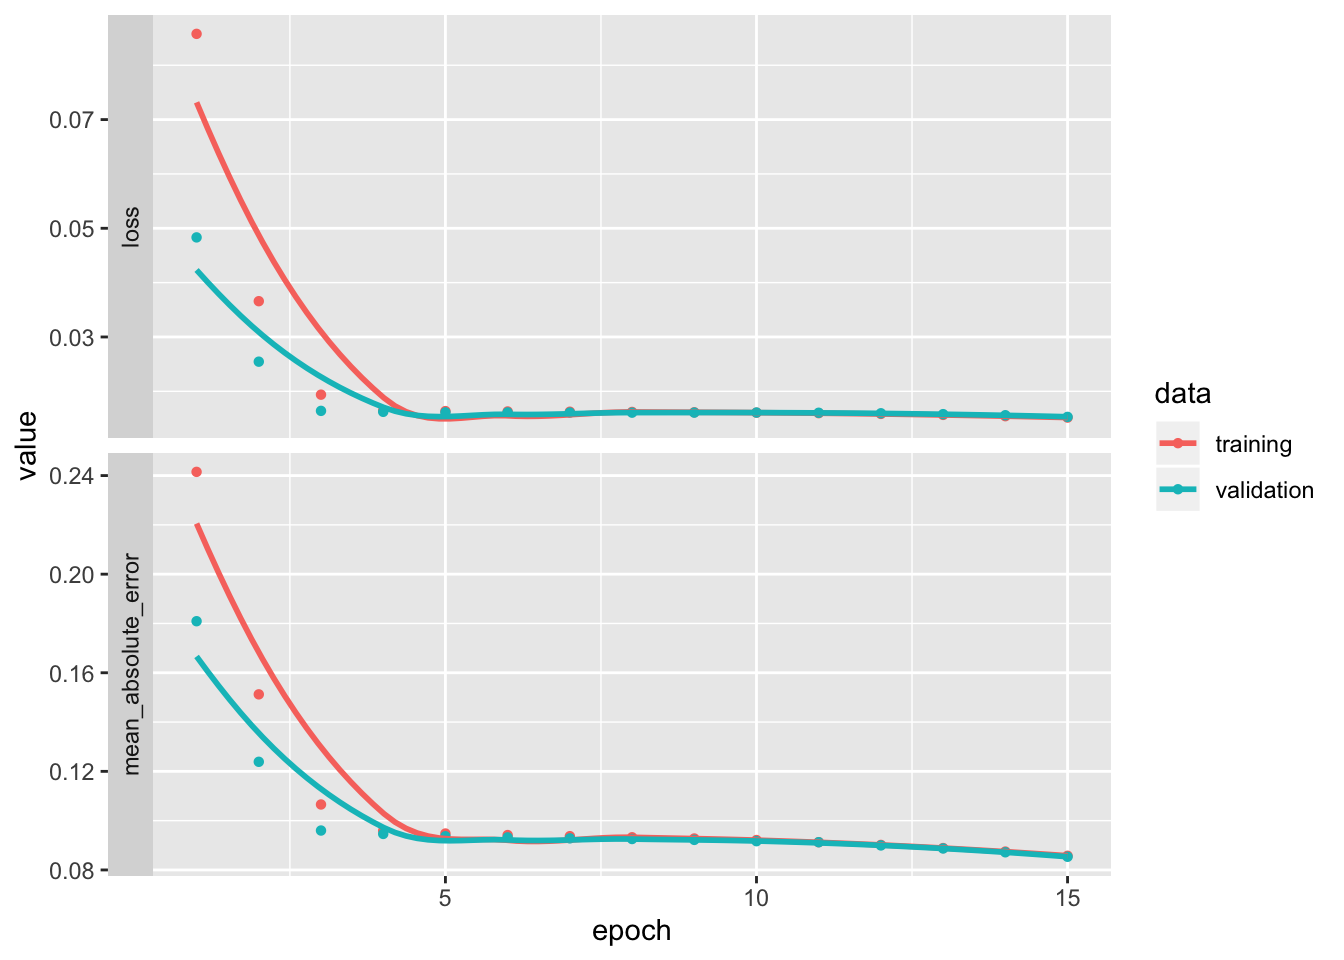 value
loss
0.07
0.05
0.03
mean_absolute_error
0.24
0.20
0.16
0.12
0.08
5
10
15
epoch
data
training
validation